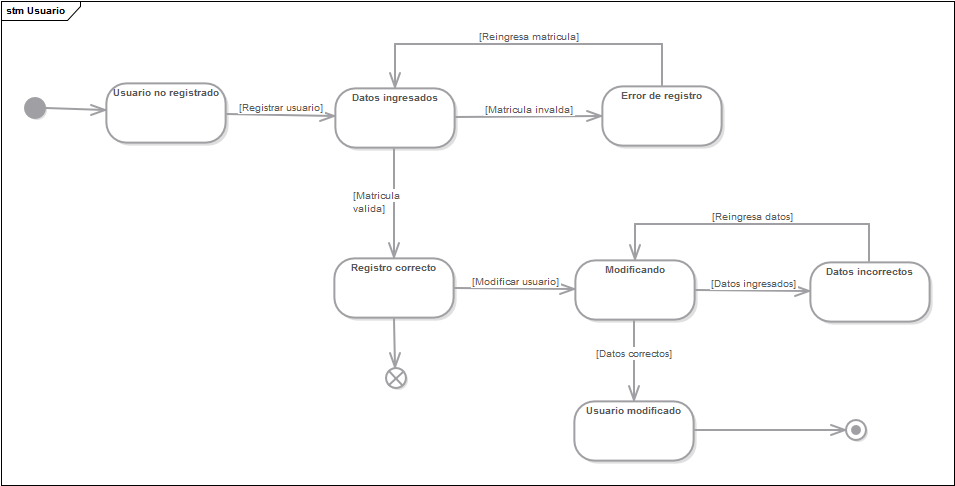 stm Usuario
[Reingresa matricula]
Usuario no registrado
[Registrar usuario]
Datos ingresados
[Matricula invalda]
Error de registro
[Matricula
valida]
[Reingresa datos]
Registro correcto
[Modificar usuario]
Modificando
[Datos ingresados]
Datos incorrectos
[Datos correctos]
Usuario modificado